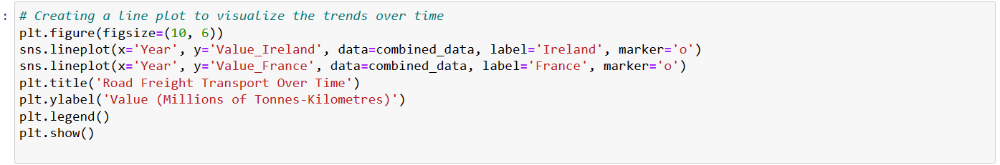 :
# Creating a line plot to visualize the trends over time
plt.figure(figsize=(10, 6))
sns.lineplot(x='Year', y='Value_Ireland', data=combined_data, label='Ireland', marker='o')
sns.lineplot(x='Year', y='Value_France', data=combined_data, label='France', marker='o')
plt.title('Road Freight Transport Over Time')
plt.ylabel('Value (Millions of Tonnes-Kilometres)')
plt.legend()
plt.show()